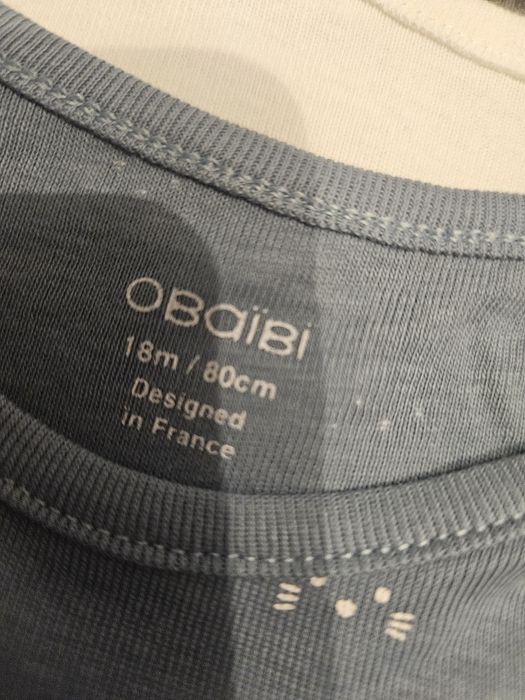 OBaïBi
18m / 80cm
Designed
in France